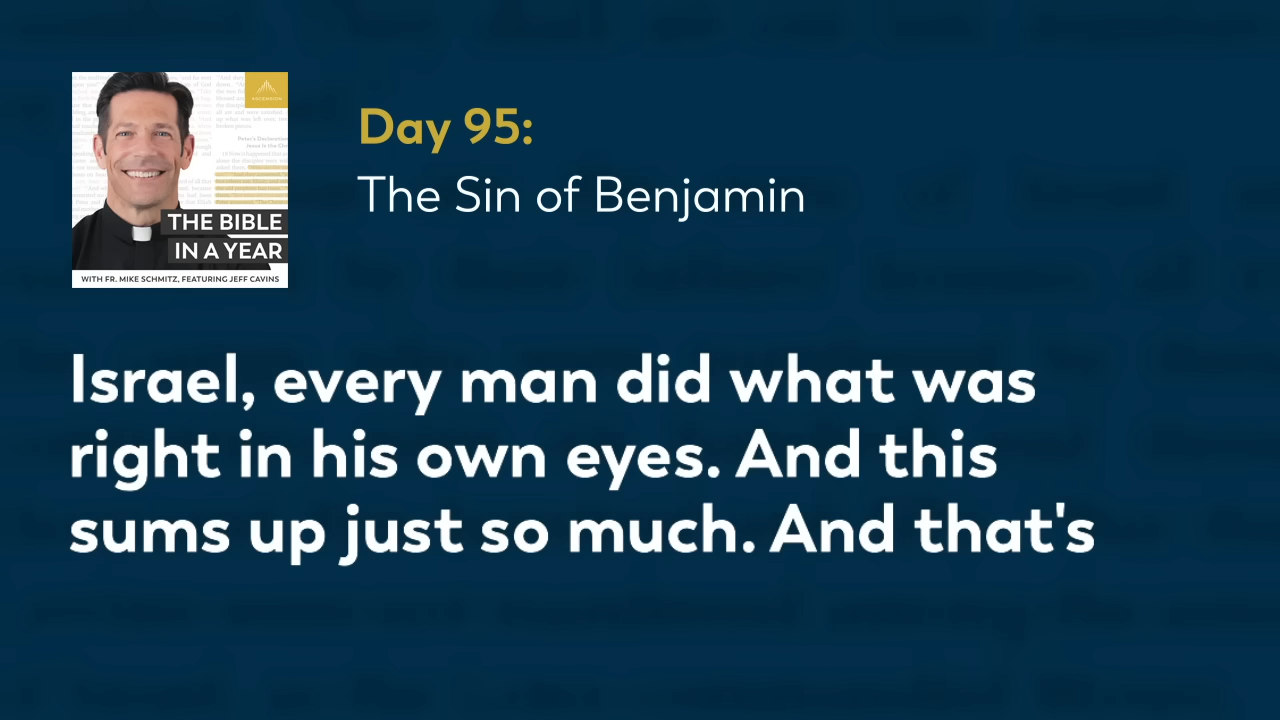 ASCENSION
THE BIBLE
IN A YEAR
WITH FR. MIKE SCHMITZ, FEATURING JEFF CAVINS
Day 95:
The Sin of Benjamin
Israel, every man did what was
right in his own eyes. And this
sums up just so much. And that's